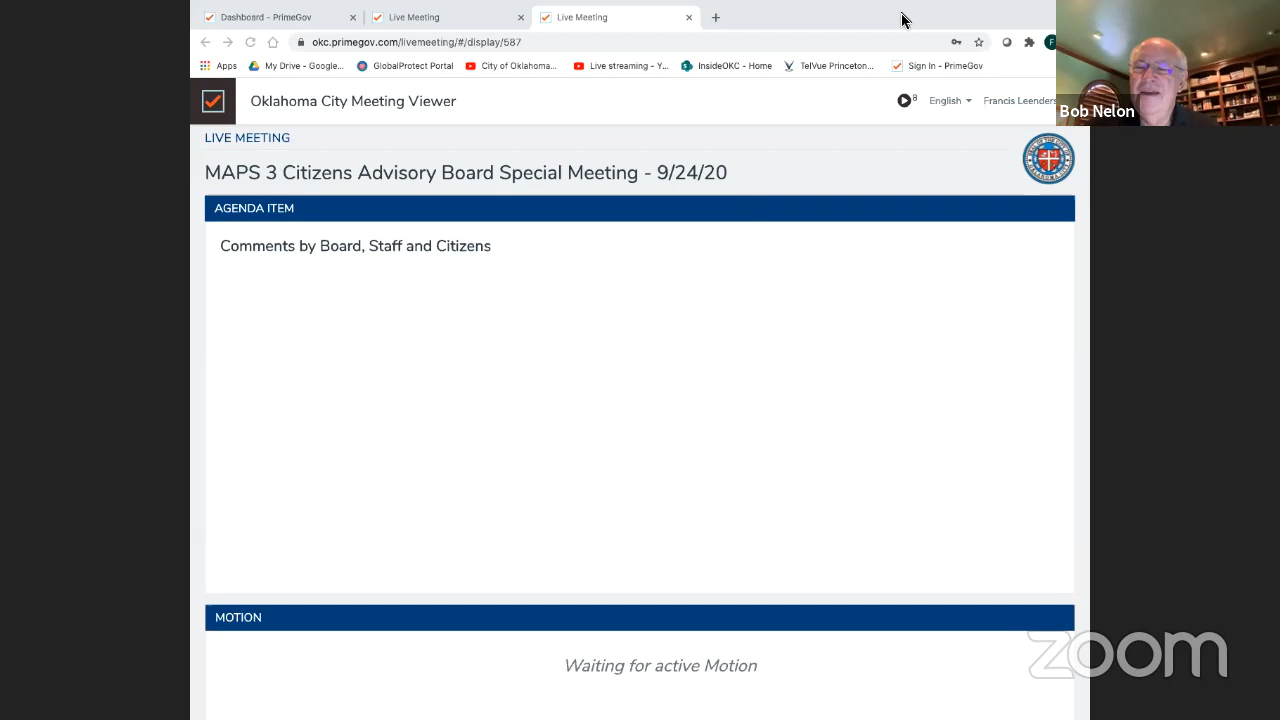 Dashboard - PrimeGov
Live Meeting
Live Meeting
okc.primegov.com/livemeeting/#/display/587
Apps
My Drive - Google...
GlobalProtect Portal
City of Oklahoma...
Live streaming - Y...
InsideOKC - Home
TelVue Princeton...
Sign In - PrimeGov
Oklahoma City Meeting Viewer
8
English
Francis Leenders
Bob Nelon
LIVE MEETING
MAPS 3 Citizens Advisory Board Special Meeting - 9/24/20
AGENDA ITEM
Comments by Board, Staff and Citizens
MOTION
Waiting for active Motion
zoom